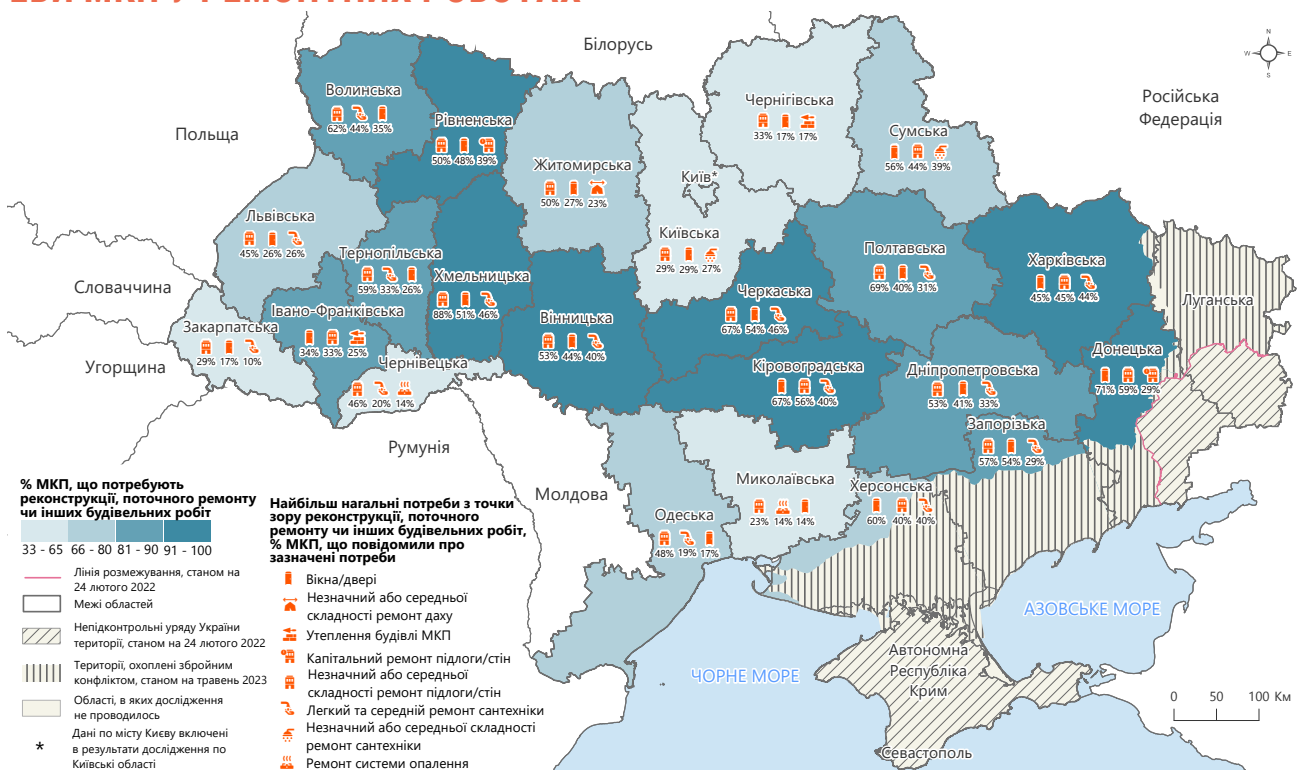 Білорусь
N
W E
S
Російська
Федерація
Польща
Словаччина
Угорщина
Румунія
Молдова
Волинська
62% 44% 35%
Рівненська
50% 48% 39%
Житомирська
50% 27% 23%
Чернігівська
33% 17% 17%
Сумська
56% 44% 39%
Київ*
Київська
29% 29% 27%
Львівська
45% 26% 26%
Тернопільська
59% 33% 26%
Хмельницька
88% 51% 46%
Івано-Франківська
34% 33% 25%
Закарпатська
29% 17% 10%
Чернівецька
46% 20% 14%
Вінницька
53% 44% 40%
Черкаська
67% 54% 46%
Полтавська
69% 40% 31%
Харківська
45% 45% 44%
Луганська
Донецька
71% 59% 29%
Кіровоградська
67% 56% 40%
Дніпропетровська
53% 41% 33%
Запорізька
57% 54% 29%
Миколаївська
23% 14% 14%
Херсонська
60% 40% 40%
Одеська
48% 19% 17%
АЗОВСЬКЕ МОРЕ
ЧОРНЕ МОРЕ
Автономна
Республіка
Крим
Севастополь
0 50 100 Км
% МКП, що потребують
реконструкції, поточного ремонту
чи інших будівельних робіт
33 - 65 66 - 80 81 - 90 91 - 100
Лінія розмежування, станом на
24 лютого 2022
Межі областей
Непідконтрольні уряду України
території, станом на 24 лютого 2022
Території, охоплені збройним
конфліктом, станом на травень 2023
Області, в яких дослідження
не проводилось
* Дані по місту Києву включені
в результати дослідження по
Київські області
Найбільш нагальні потреби з точки
зору реконструкції, поточного
ремонту чи інших будівельних робіт,
% МКП, що повідомили про
зазначені потреби
Вікна/двері
Незначний або середньої
складності ремонт даху
Утеплення будівлі МКП
Капітальний ремонт підлоги/стін
Незначний або середньої
складності ремонт підлоги/стін
Легкий та середній ремонт сантехніки
Незначний або середньої складності
ремонт сантехніки
Ремонт системи опалення